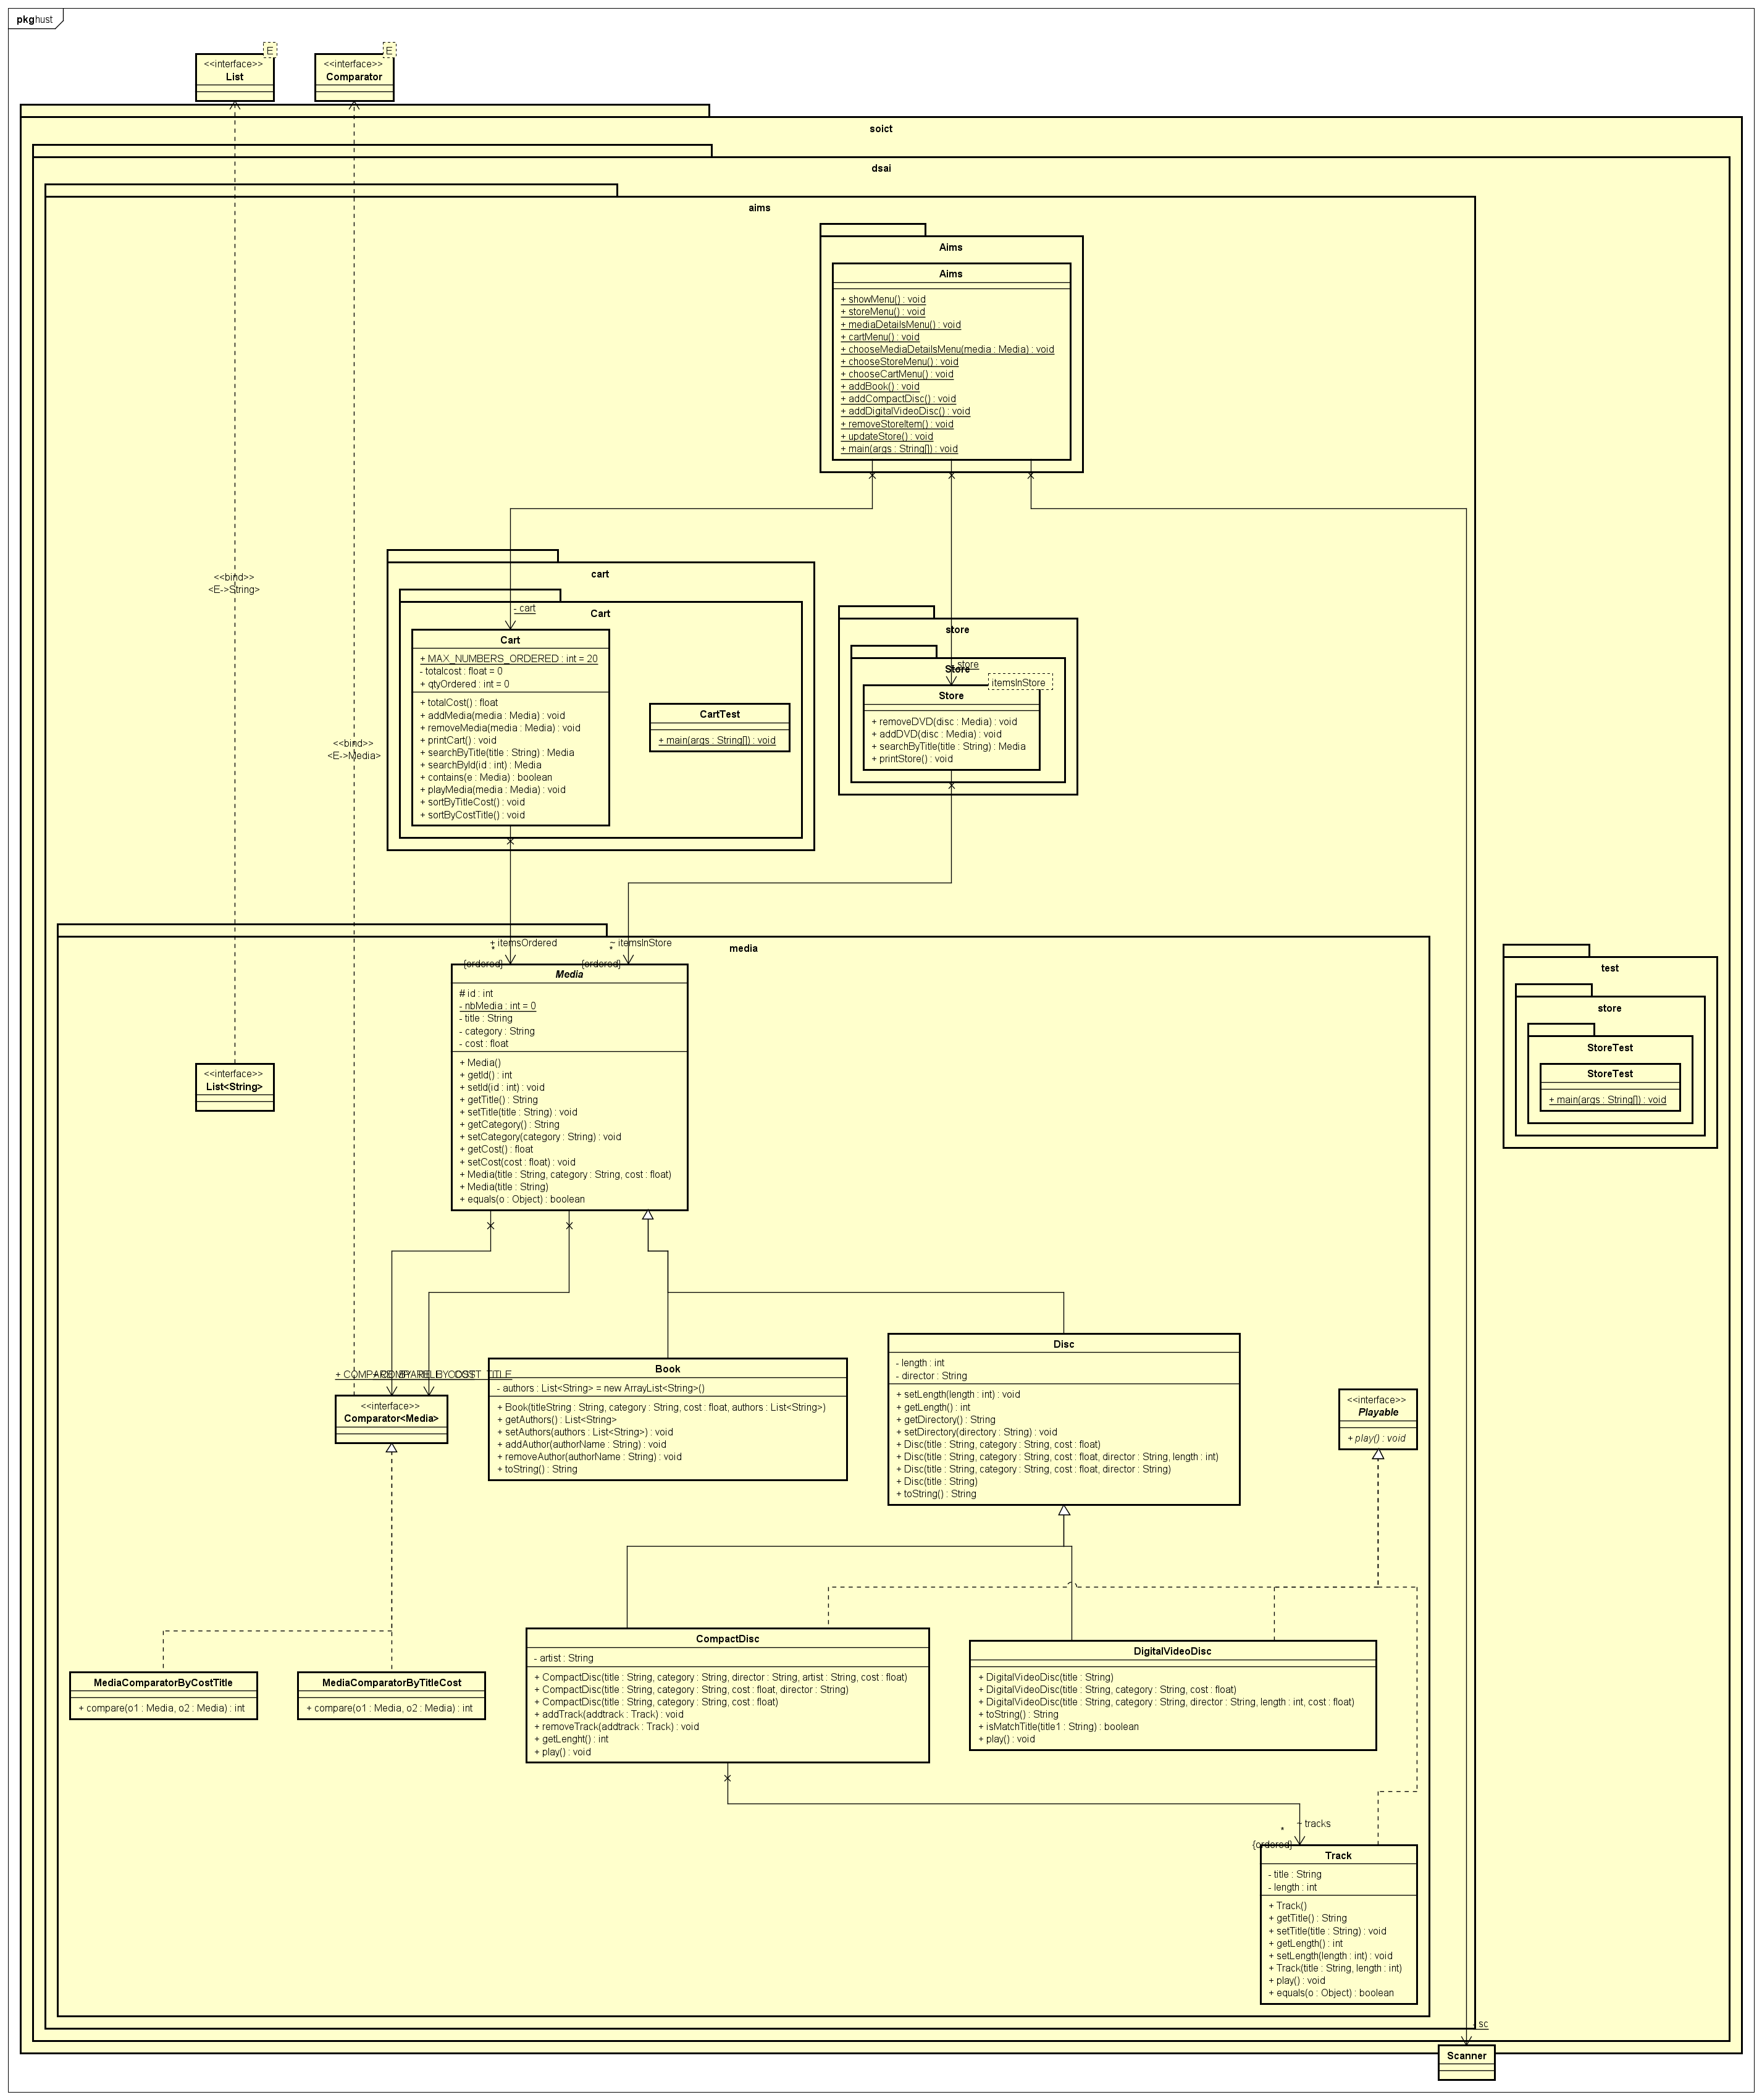 pkg hust
E
<<interface>>
List
E
<<interface>>
Comparator
soict
dsai
aims
Aims
Aims
+ showMenu() : void
+ storeMenu() : void
+ mediaDetailsMenu() : void
+ cartMenu() : void
+ chooseMediaDetailsMenu(media : Media) : void
+ chooseStoreMenu() : void
+ chooseCartMenu() : void
+ addBook() : void
+ addCompactDisc() : void
+ addDigitalVideoDisc() : void
+ removeStoreItem() : void
+ updateStore() : void
+ main(args : String[]) : void
<<bind>>
<E->String>
<<bind>>
<E->Media>
cart
Cart
- cart
Cart
+ MAX_NUMBERS_ORDERED : int = 20
- totalcost : float = 0
+ qtyOrdered : int = 0
+ totalCost() : float
+ addMedia(media : Media) : void
+ removeMedia(media : Media) : void
+ printCart() : void
+ searchByTitle(title : String) : Media
+ searchById(id : int) : Media
+ contains(e : Media) : boolean
+ playMedia(media : Media) : void
+ sortByTitleCost() : void
+ sortByCostTitle() : void
CartTest
+ main(args : String[]) : void
store
Store
- store
itemsInStore
Store
+ removeDVD(disc : Media) : void
+ addDVD(disc : Media) : void
+ searchByTitle(title : String) : Media
+ printStore() : void
media
+ itemsOrdered
*
{ordered}
~ itemsInStore
*
{ordered}
Media
# id : int
- nbMedia : int = 0
- title : String
- category : String
- cost : float
+ Media()
+ getId() : int
+ setId(id : int) : void
+ getTitle() : String
+ setTitle(title : String) : void
+ getCategory() : String
+ setCategory(category : String) : void
+ getCost() : float
+ setCost(cost : float) : void
+ Media(title : String, category : String, cost : float)
+ Media(title : String)
+ equals(o : Object) : boolean
<<interface>>
List<String>
test
store
StoreTest
StoreTest
+ main(args : String[]) : void
<<interface>>
Comparator<Media>
Book
- authors : List<String> = new ArrayList<String>()
+ Book(titleString : String, category : String, cost : float, authors : List<String>)
+ getAuthors() : List<String>
+ setAuthors(authors : List<String>) : void
+ addAuthor(authorName : String) : void
+ removeAuthor(authorName : String) : void
+ toString() : String
Disc
- length : int
- director : String
+ setLength(length : int) : void
+ getLength() : int
+ getDirectory() : String
+ setDirectory(directory : String) : void
+ Disc(title : String, category : String, cost : float)
+ Disc(title : String, category : String, cost : float, director : String, length : int)
+ Disc(title : String, category : String, cost : float, director : String)
+ Disc(title : String)
+ toString() : String
<<interface>>
Playable
+ play() : void
MediaComparatorByCostTitle
+ compare(o1 : Media, o2 : Media) : int
MediaComparatorByTitleCost
+ compare(o1 : Media, o2 : Media) : int
CompactDisc
- artist : String
+ CompactDisc(title : String, category : String, director : String, artist : String, cost : float)
+ CompactDisc(title : String, category : String, cost : float, director : String)
+ CompactDisc(title : String, category : String, cost : float)
+ addTrack(addtrack : Track) : void
+ removeTrack(addtrack : Track) : void
+ getLenght() : int
+ play() : void
DigitalVideoDisc
+ DigitalVideoDisc(title : String)
+ DigitalVideoDisc(title : String, category : String, cost : float)
+ DigitalVideoDisc(title : String, category : String, director : String, length : int, cost : float)
+ toString() : String
+ isMatchTitle(title1 : String) : boolean
+ play() : void
~ tracks
*
{ordered}
Track
- title : String
- length : int
+ Track()
+ getTitle() : String
+ setTitle(title : String) : void
+ getLength() : int
+ setLength(length : int) : void
+ Track(title : String, length : int)
+ play() : void
+ equals(o : Object) : boolean
sc
Scanner